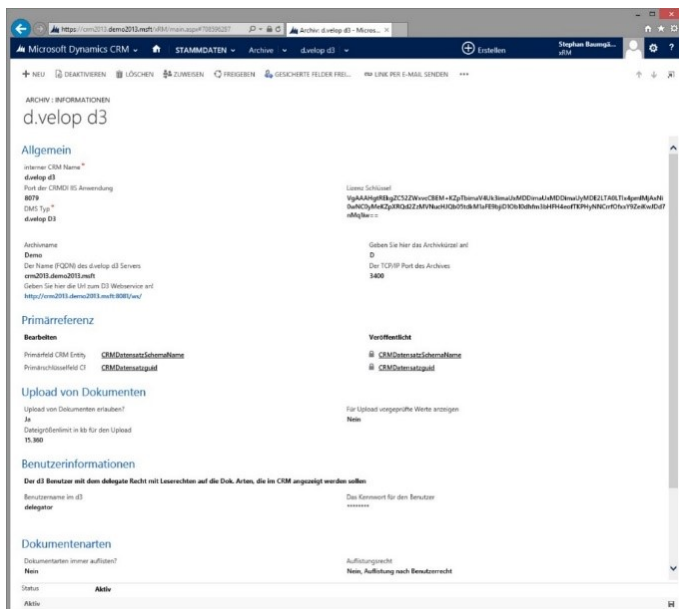 https://crm2013.demo2013.msft
Archiv: d.velop d3 - Micros...
Microsoft Dynamics CRM
STAMMDATEN
Archive
d.velop d3
Erstellen
Stephan Baumgä...
xRM
NEU
DEAKTIVIEREN
LÖSCHEN
ZUWEISEN
FREIGEBEN
GESICHERTE FELDER FREI...
LINK PER E-MAIL SENDEN
ARCHIV : INFORMATIONEN
d.velop d3
Allgemein
interner CRM Name *
d.velop d3
Port der CRMDI IIS Anwendung
8079
DMS Typ *
d.velop D3
Lizenz Schlüssel
Archivname
Demo
Geben Sie hier das Archivkürzel an!
D
Der Name (FQDN) des d.velop d3 Servers
crm2013.demo2013.msft
Der TCP/IP Port des Archives
3400
Geben Sie hier die Url zum D3 Webservice an!
http://crm2013.demo2013.msft:8081/ws/
Primärreferenz
Bearbeiten
Veröffentlicht
Primärfeld CRM Entity CRMDatensatzSchemaName
CRMDatensatzSchemaName
Primärschlüsselfeld CF CRMDatensatzguid
CRMDatensatzguid
Upload von Dokumenten
Upload von Dokumenten erlauben?
Ja
Für Upload vorgeprüfte Werte anzeigen
Nein
Dateigrößenlimit in kb für den Upload
15.360
Benutzerinformationen
Der d3 Benutzer mit dem delegate Recht mit Leserechten auf die Dok. Arten, die im CRM angezeigt werden sollen
Benutzername im d3
delegator
Das Kennwort für den Benutzer
********
Dokumentenarten
Dokumentarten immer auflisten?
Nein
Auflistungsrecht
Nein, Auflistung nach Benutzerrecht
Status Aktiv
Aktiv